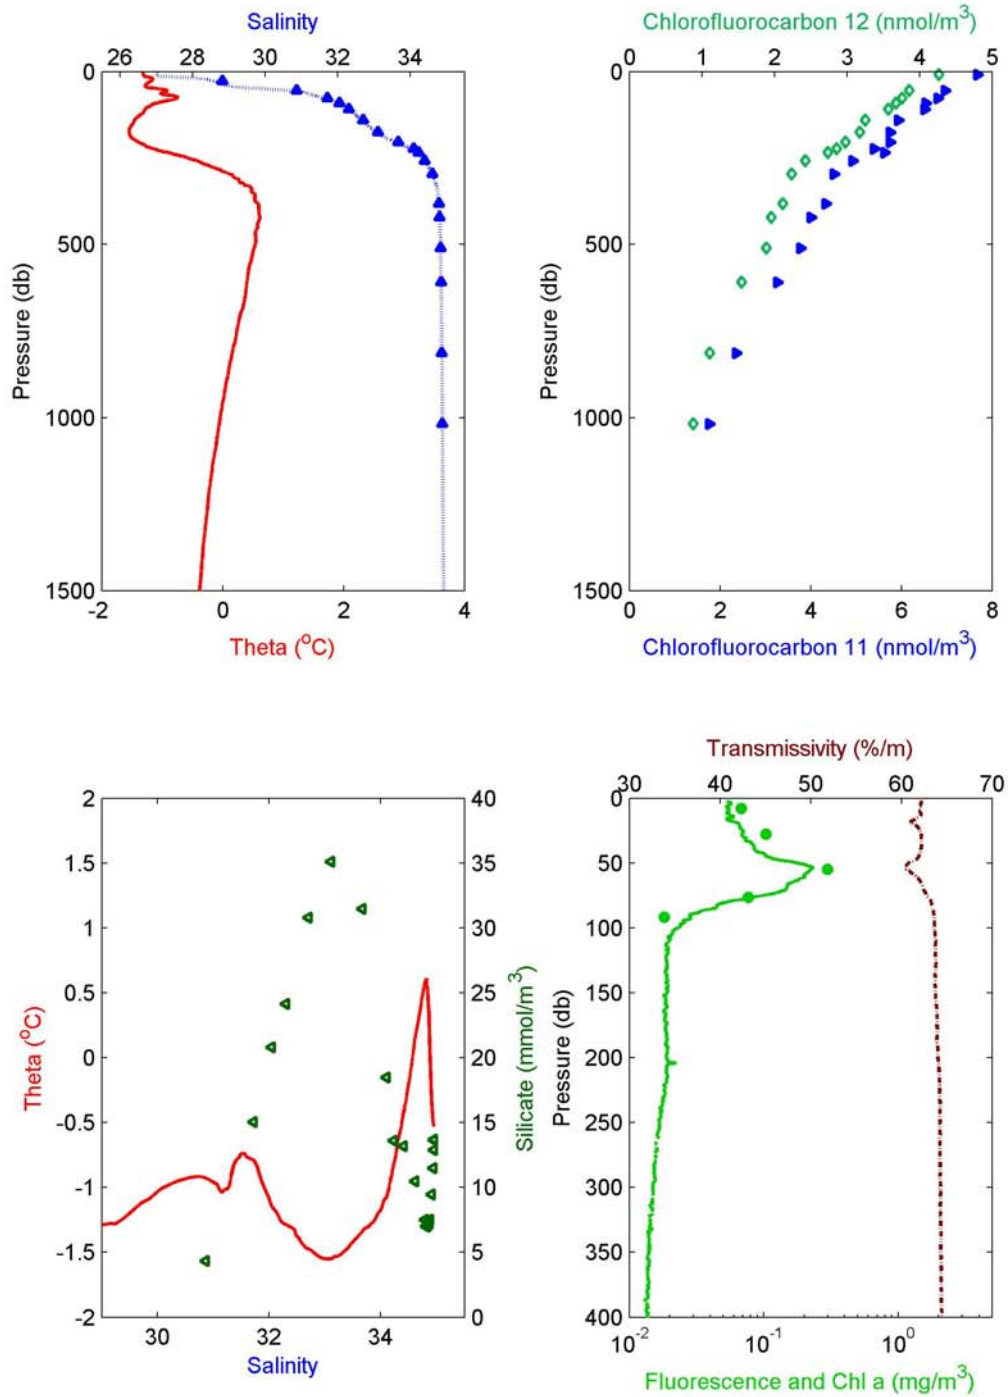 Salinity
26 28 30 32 34
0
500
1000
1500
Pressure (db)
-2 0 2 4
Theta (°C)
Chlorofluorocarbon 12 (nmol/m³)
0 1 2 3 4 5
0
500
1000
1500
Pressure (db)
0 2 4 6 8
Chlorofluorocarbon 11 (nmol/m³)
2
1.5
1
0.5
0
-0.5
-1
-1.5
-2
Theta (°C)
40
35
30
25
20
15
10
5
0
Silicate (mmol/m³)
30 32 34
Salinity
Transmissivity (%/m)
30 40 50 60 70
0
50
100
150
200
250
300
350
400
Pressure (db)
10⁻² 10⁻¹ 10⁰
Fluorescence and Chl a (mg/m³)